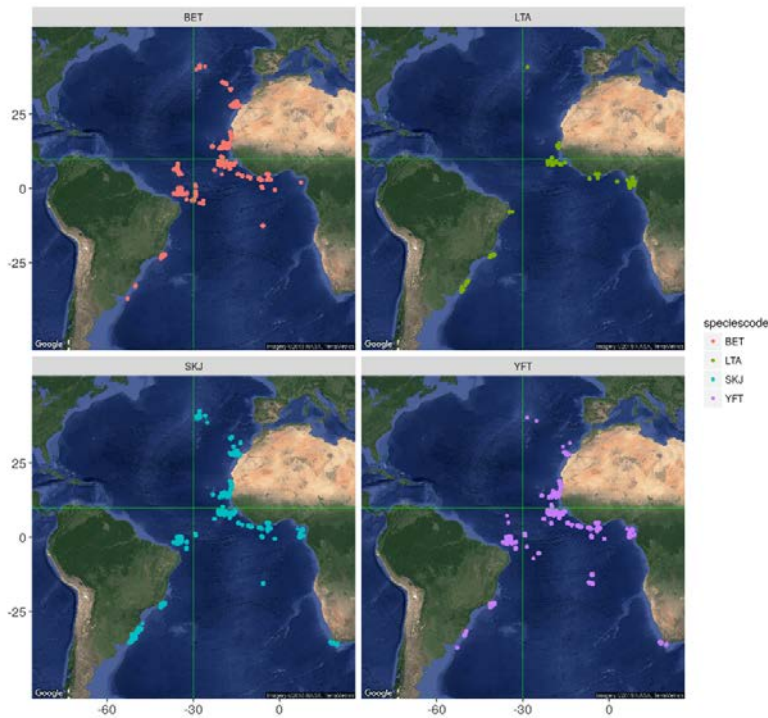 BET
LTA
25
0
-25
Google
Google
SKJ
YFT
speciescode
BET
LTA
SKJ
YFT
25
0
-25
Google
Google
-60
-30
0
-60
-30
0